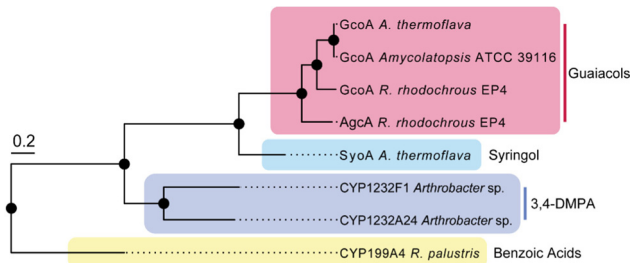 GcoA A. thermoflava
GcoA Amycolatopsis ATCC 39116
Guaiacols
GcoA R. rhodochrous EP4
AgcA R. rhodochrous EP4
0.2
SyoA A. thermoflava Syringol
CYP1232F1 Arthrobacter sp.
3,4-DMPA
CYP1232A24 Arthrobacter sp.
CYP199A4 R. palustris Benzoic Acids